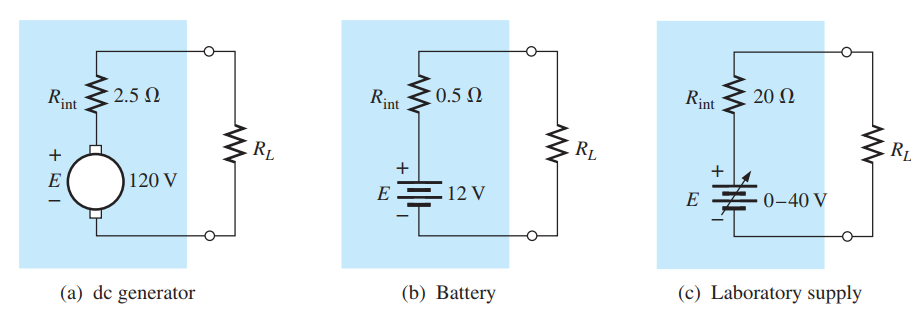 R_int 2.5 Ω
R_L
+
E 120 V
−
(a) dc generator
R_int 0.5 Ω
R_L
+
E 12 V
−
(b) Battery
R_int 20 Ω
R_L
+
E 0–40 V
−
(c) Laboratory supply